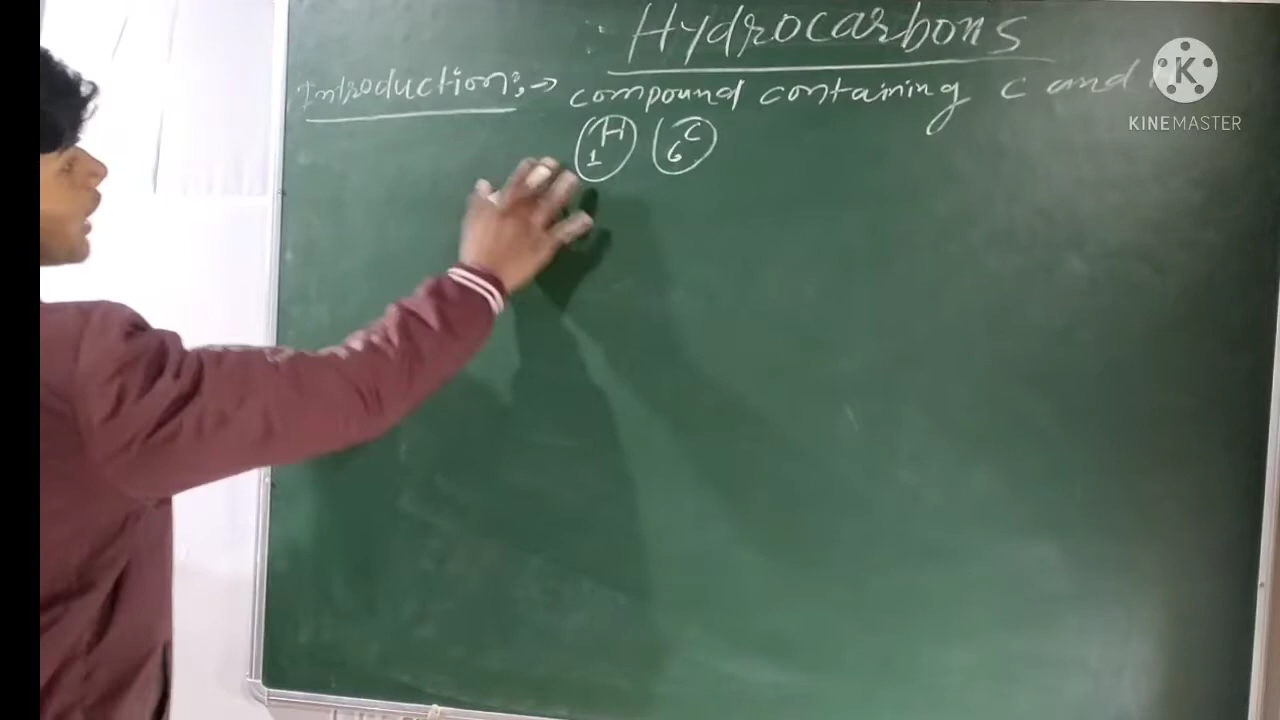 : Hydrocarbons
Introduction:→ compound containing C and
H C
1 6
K
KINEMASTER